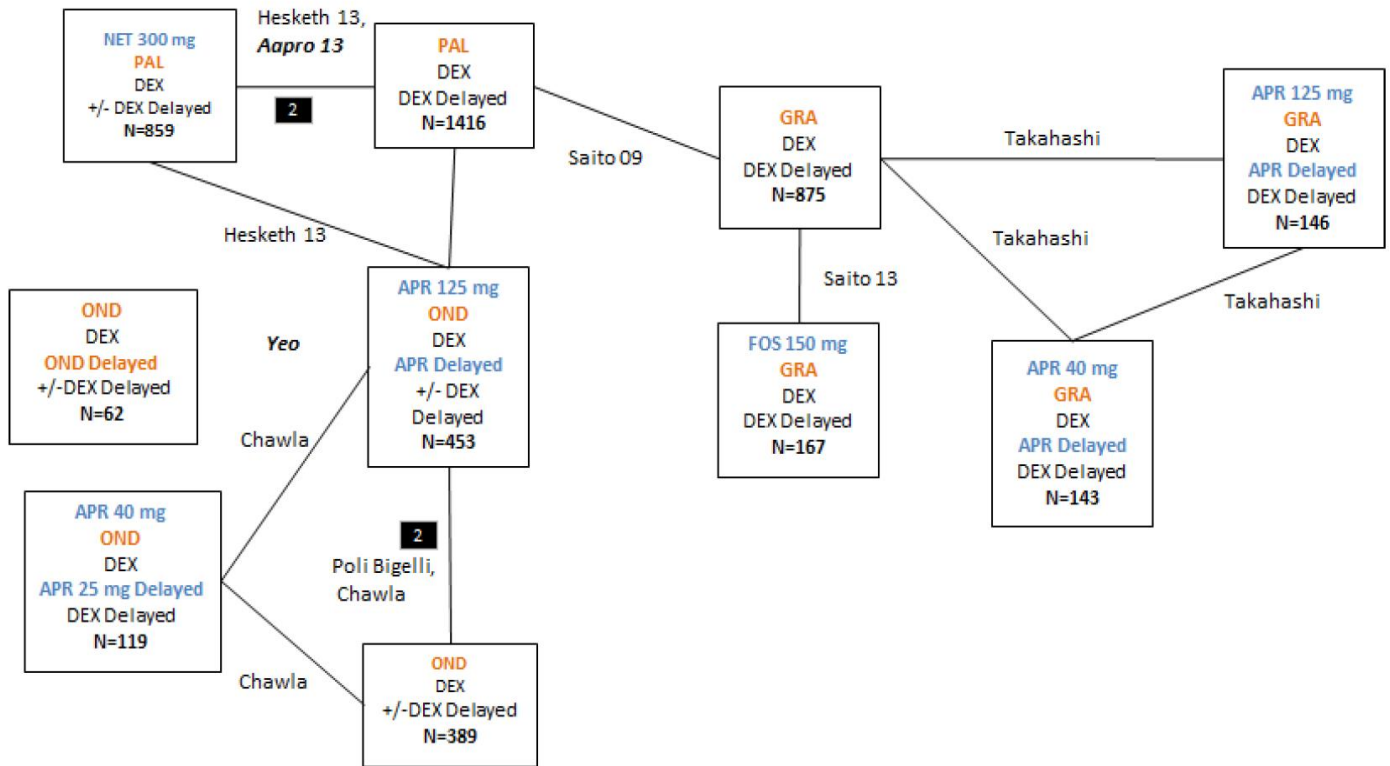 Hesketh 13,
Aapro 13
NET 300 mg
PAL
DEX
+/- DEX Delayed
N=859
2
PAL
DEX
DEX Delayed
N=1416
Saito 09
GRA
DEX
DEX Delayed
N=875
Takahashi
APR 125 mg
GRA
DEX
APR Delayed
DEX Delayed
N=146
Hesketh 13
Takahashi
Saito 13
Takahashi
OND
DEX
OND Delayed
+/-DEX Delayed
N=62
Yeo
APR 125 mg
OND
DEX
APR Delayed
+/- DEX
Delayed
N=453
FOS 150 mg
GRA
DEX
DEX Delayed
N=167
APR 40 mg
GRA
DEX
APR Delayed
DEX Delayed
N=143
Chawla
APR 40 mg
OND
DEX
APR 25 mg Delayed
DEX Delayed
N=119
2
Poli Bigelli,
Chawla
Chawla
OND
DEX
+/-DEX Delayed
N=389